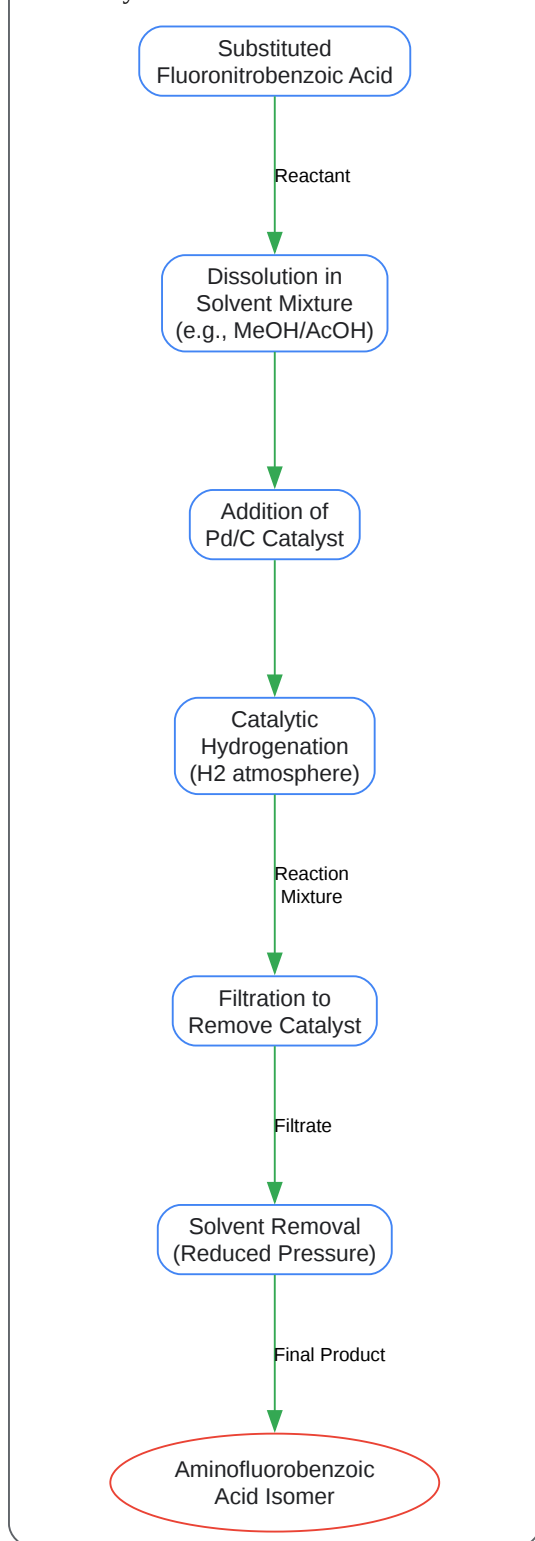 Substituted
Fluoronitrobenzoic Acid
Reactant
Dissolution in
Solvent Mixture
(e.g., MeOH/AcOH)
Addition of
Pd/C Catalyst
Catalytic
Hydrogenation
(H2 atmosphere)
Reaction
Mixture
Filtration to
Remove Catalyst
Filtrate
Solvent Removal
(Reduced Pressure)
Final Product
Aminofluorobenzoic
Acid Isomer